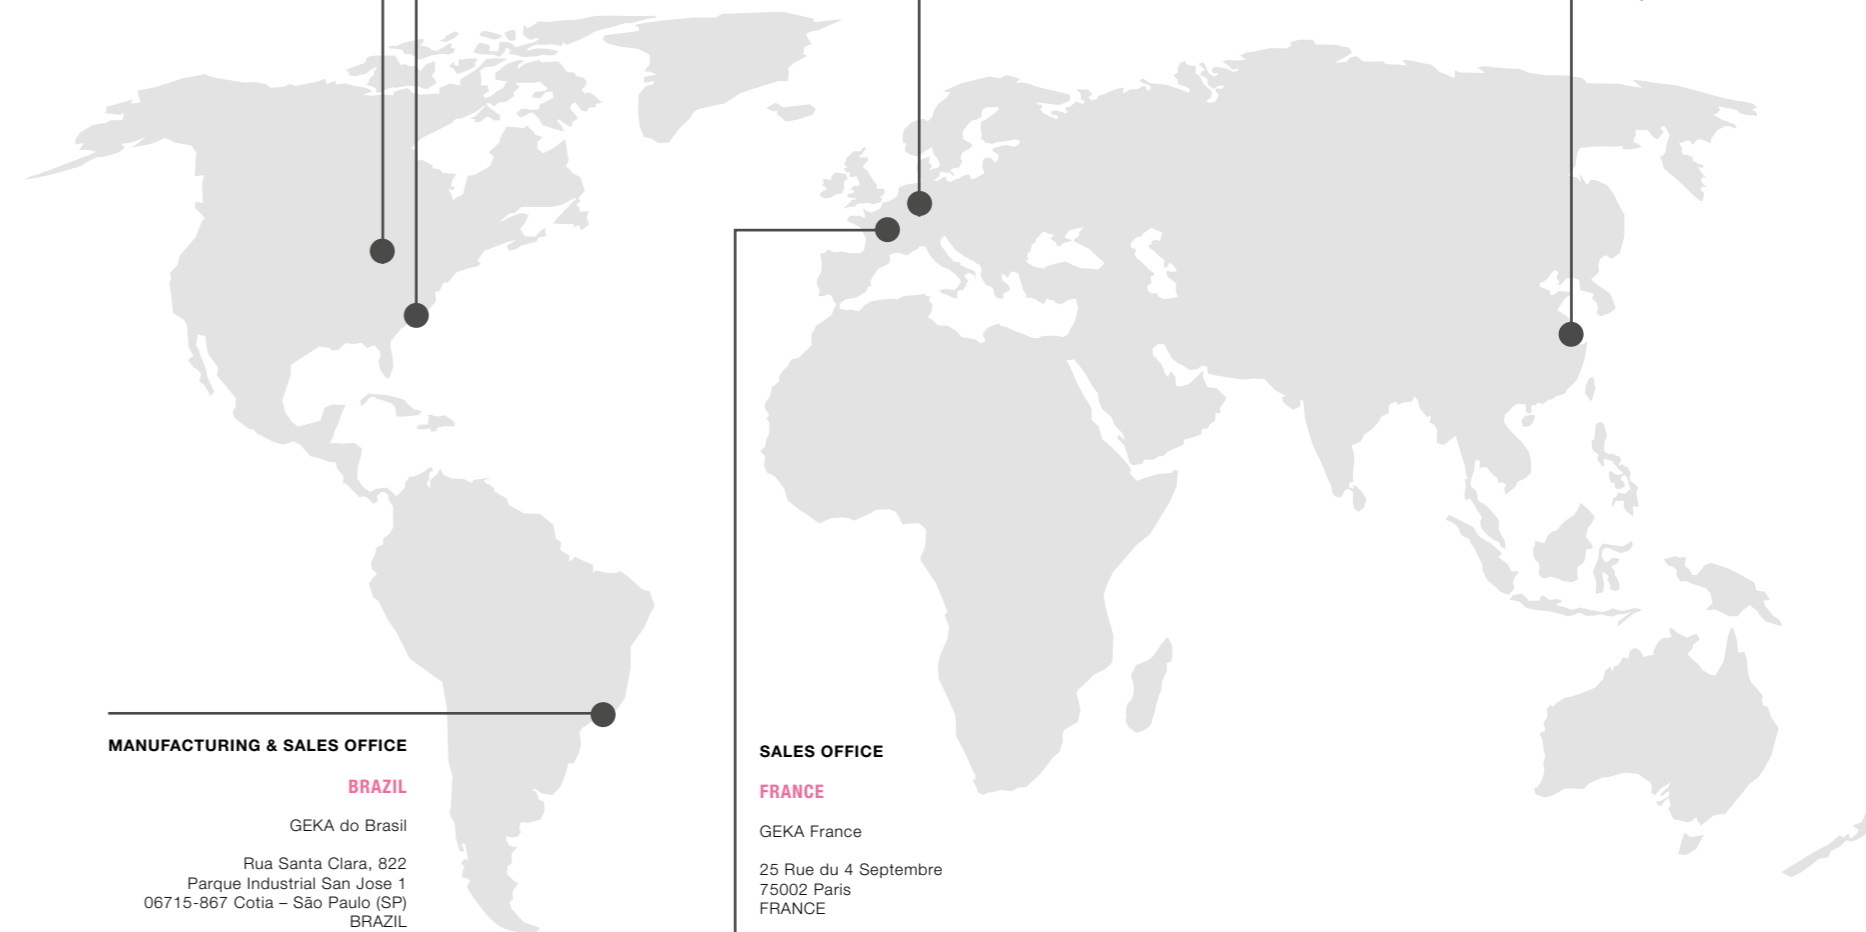 MANUFACTURING & SALES OFFICE
BRAZIL
GEKA do Brasil
Rua Santa Clara, 822
Parque Industrial San Jose 1
06715-867 Cotia – São Paulo (SP)
BRAZIL
SALES OFFICE
FRANCE
GEKA France
25 Rue du 4 Septembre
75002 Paris
FRANCE